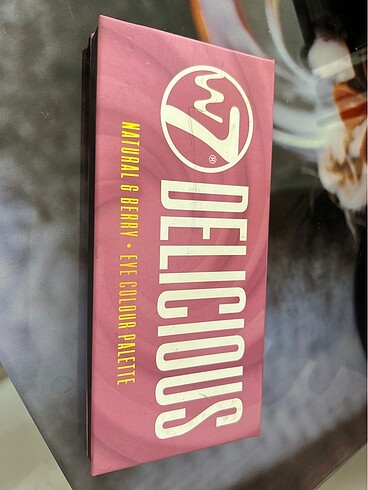 W7®
DELICIOUS
NATURAL & BERRY • EYE COLOUR PALETTE